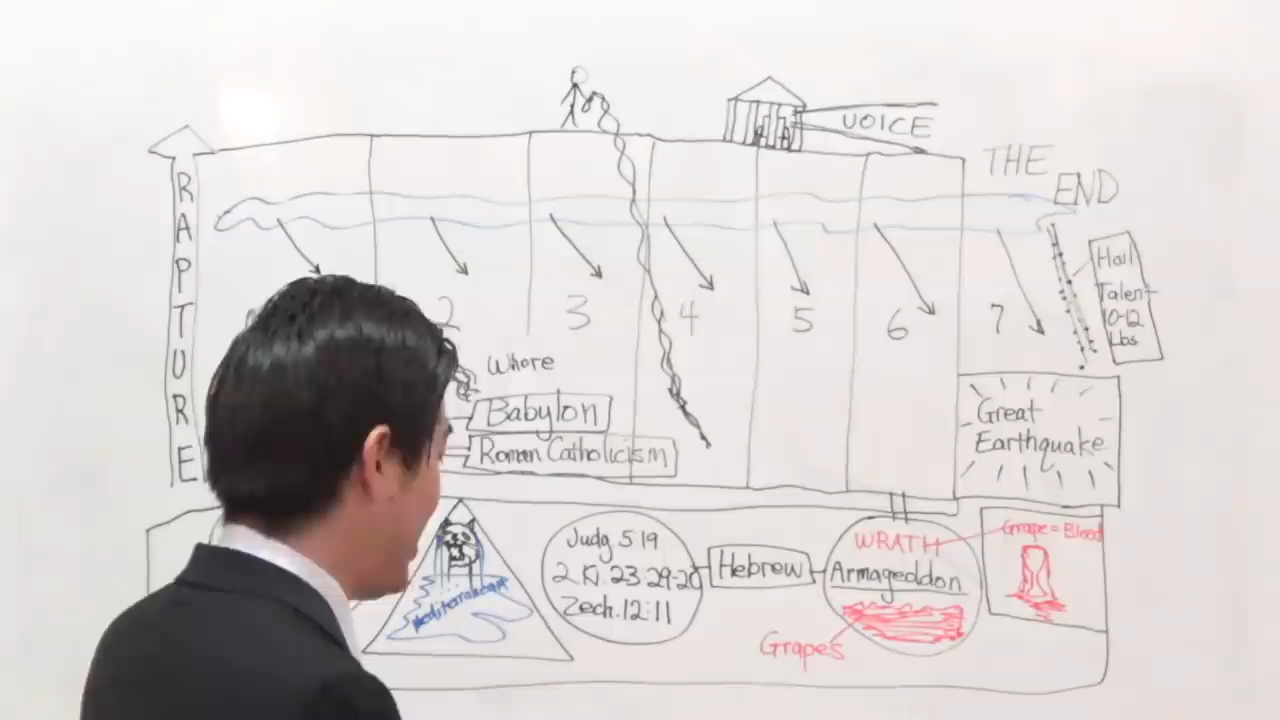 VOICE
THE
END
RAPTURE
2
3
4
5
6
7
Hail
Talent
10-12
Lbs
Whore
Babylon
Roman Catholicism
Great
Earthquake
Judg 5:19
2 Ki. 23:29-20
Zech. 12:11
Hebrew
WRATH
Armageddon
Grapes
Grape = Blood